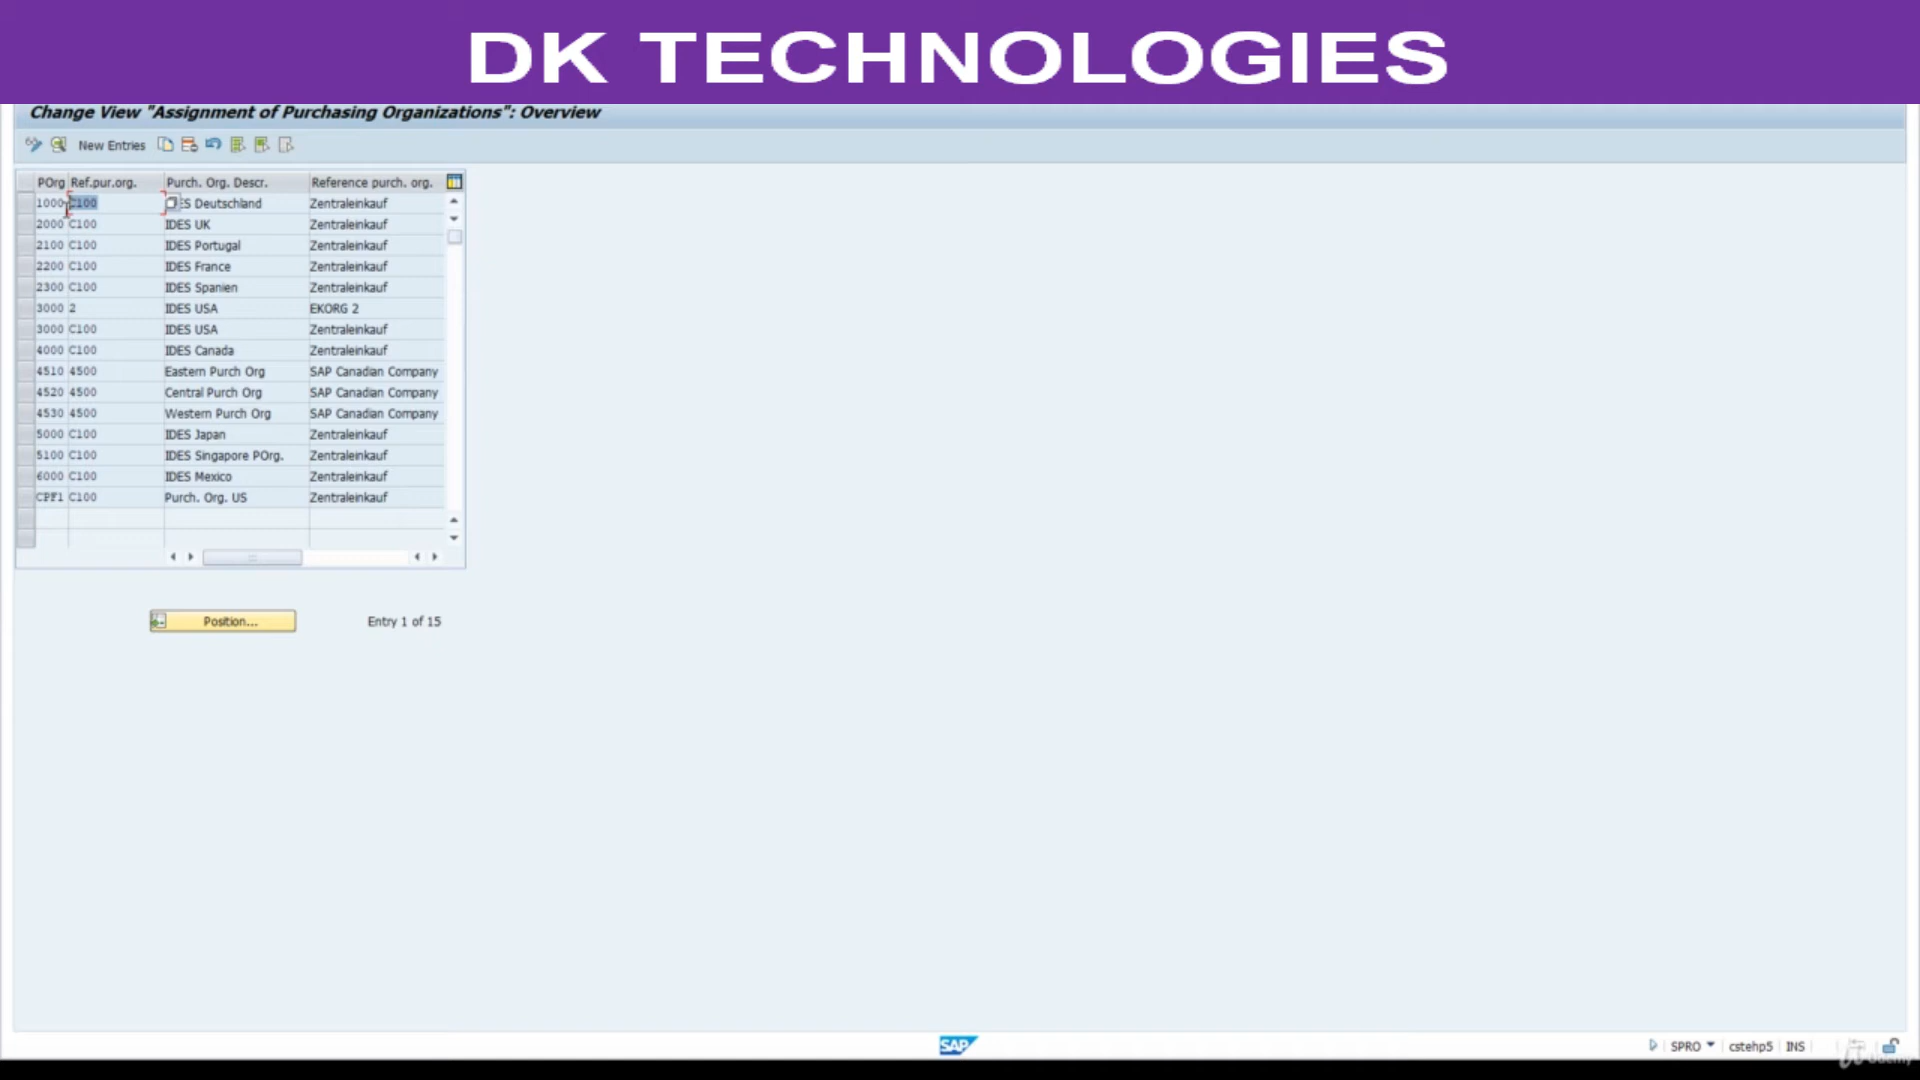 DK TECHNOLOGIES
Change View "Assignment of Purchasing Organizations": Overview
New Entries
POrg Ref.pur.org. Purch. Org. Descr. Reference purch. org.
1000 C100 ES Deutschland Zentraleinkauf
2000 C100 IDES UK Zentraleinkauf
2100 C100 IDES Portugal Zentraleinkauf
2200 C100 IDES France Zentraleinkauf
2300 C100 IDES Spanien Zentraleinkauf
3000 2 IDES USA EKORG 2
3000 C100 IDES USA Zentraleinkauf
4000 C100 IDES Canada Zentraleinkauf
4510 4500 Eastern Purch Org SAP Canadian Company
4520 4500 Central Purch Org SAP Canadian Company
4530 4500 Western Purch Org SAP Canadian Company
5000 C100 IDES Japan Zentraleinkauf
5100 C100 IDES Singapore POrg. Zentraleinkauf
6000 C100 IDES Mexico Zentraleinkauf
CPF1 C100 Purch. Org. US Zentraleinkauf
Position... Entry 1 of 15
SAP SPRO cstehp5 INS
Udemy